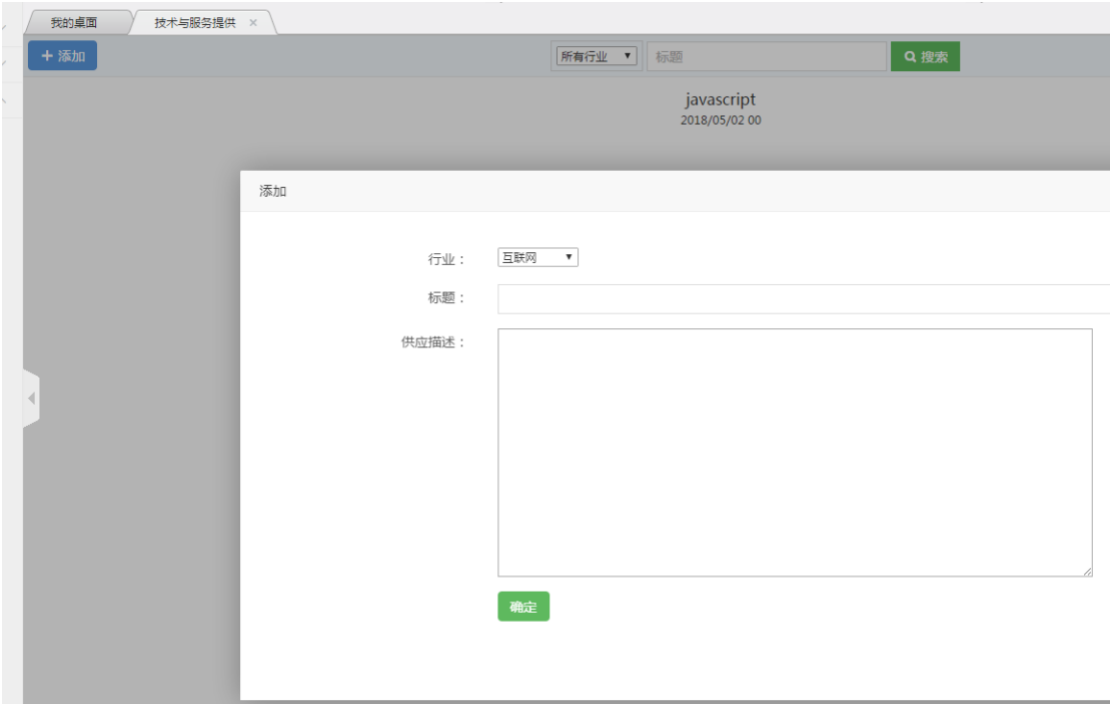 我的桌面 技术与服务提供 ×
+ 添加 所有行业 ▼ 标题 搜索
javascript
2018/05/02 00
添加
行业： 互联网 ▼
标题：
供应描述：
确定